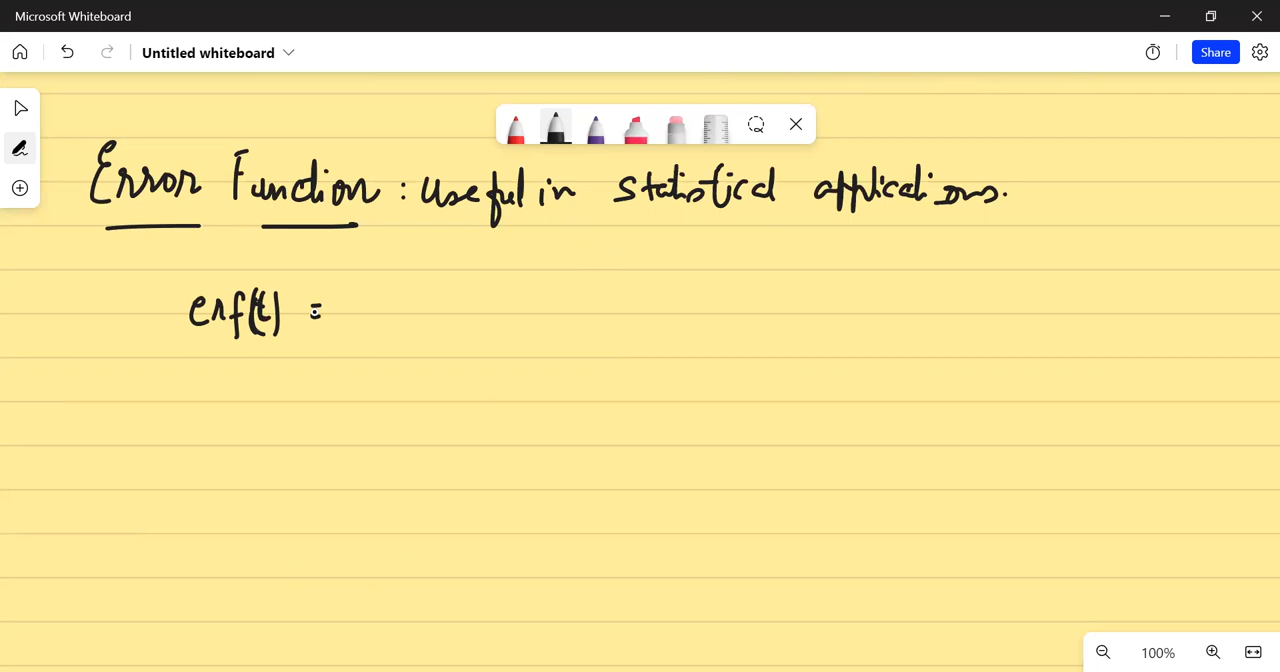 Microsoft Whiteboard
Untitled whiteboard
Share
Error Function : useful in statistical applications.
erf(t) =
100%